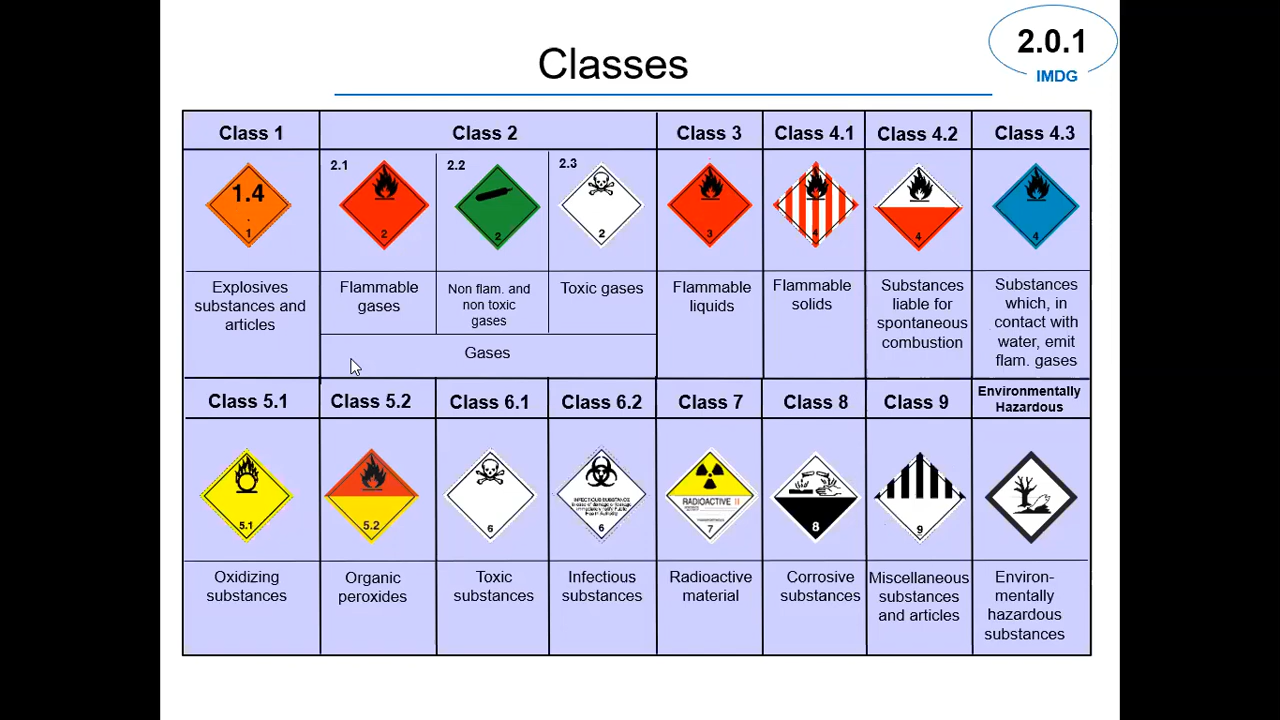 2.0.1
IMDG
Classes
Class 1
Class 2
Class 3
Class 4.1
Class 4.2
Class 4.3
2.1
2.2
2.3
1.4
1
2
2
2
3
4
4
4
Explosives
substances and
articles
Flammable
gases
Non flam. and
non toxic
gases
Toxic gases
Gases
Flammable
liquids
Flammable
solids
Substances
liable for
spontaneous
combustion
Substances
which, in
contact with
water, emit
flam. gases
Class 5.1
Class 5.2
Class 6.1
Class 6.2
Class 7
Class 8
Class 9
Environmentally
Hazardous
5.1
5.2
6
INFECTIOUS SUBSTANCE
6
RADIOACTIVE II
7
8
9
Oxidizing
substances
Organic
peroxides
Toxic
substances
Infectious
substances
Radioactive
material
Corrosive
substances
Miscellaneous
substances
and articles
Environ-
mentally
hazardous
substances